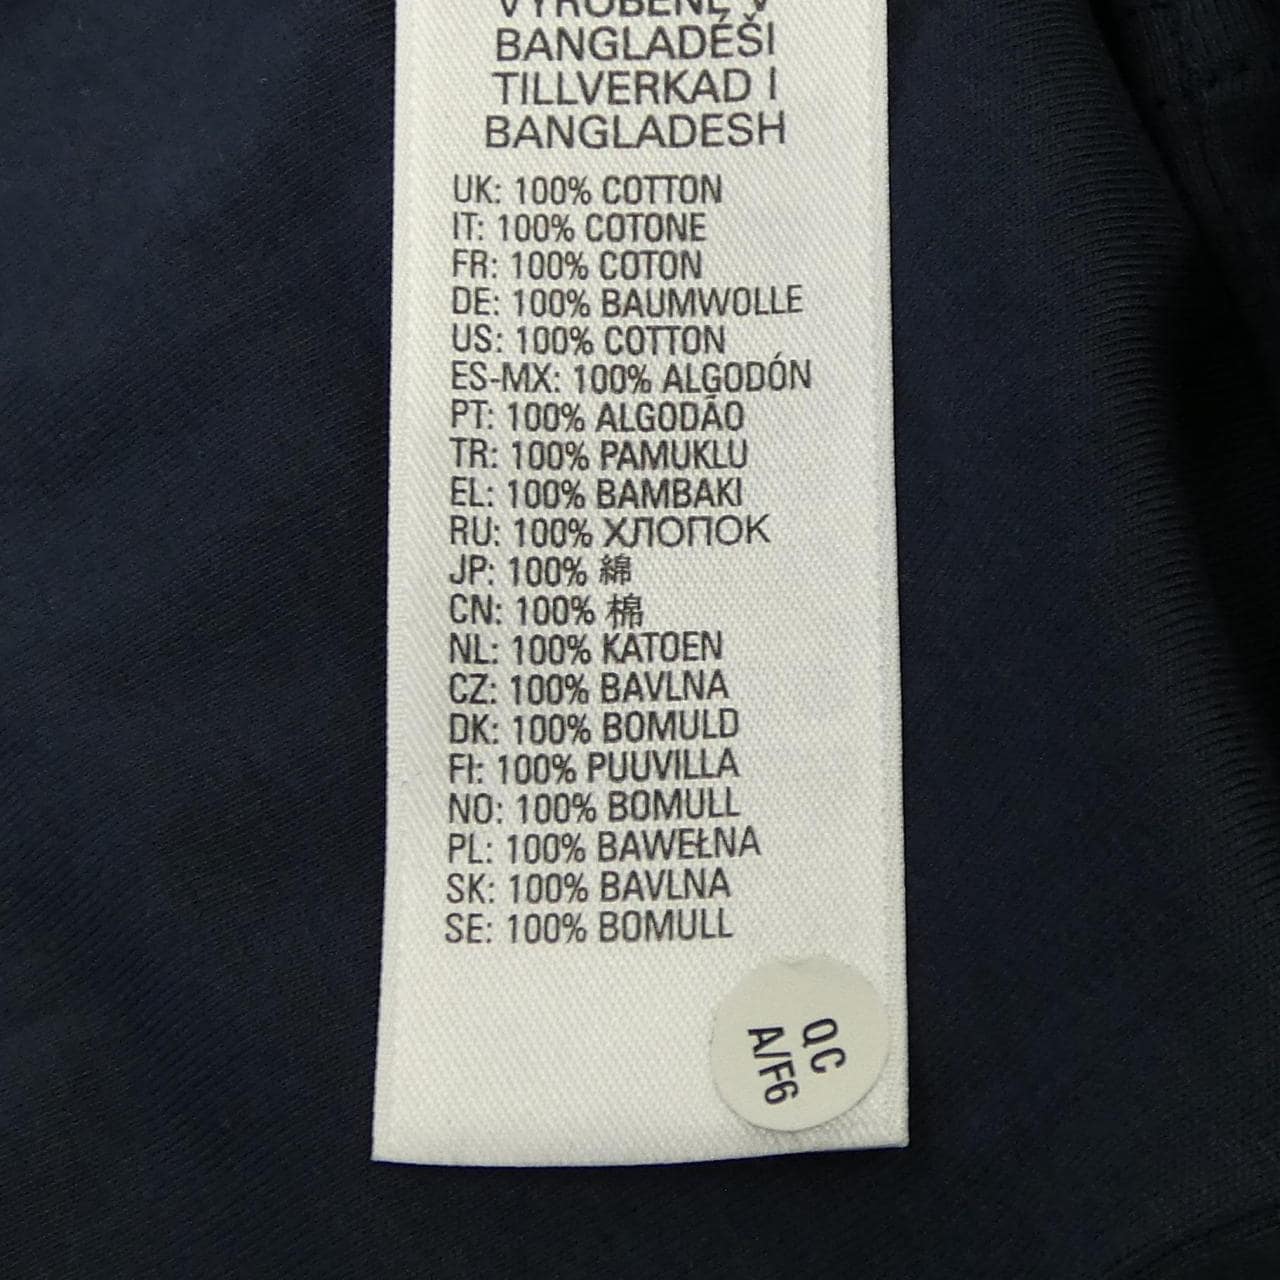 VYROBENÉ V
BANGLADÉŠI
TILLVERKAD I
BANGLADESH
UK: 100% COTTON
IT: 100% COTONE
FR: 100% COTON
DE: 100% BAUMWOLLE
US: 100% COTTON
ES-MX: 100% ALGODÓN
PT: 100% ALGODÃO
TR: 100% PAMUKLU
EL: 100% BAMBAKI
RU: 100% ХЛОПОК
JP: 100% 綿
CN: 100% 棉
NL: 100% KATOEN
CZ: 100% BAVLNA
DK: 100% BOMULD
FI: 100% PUUVILLA
NO: 100% BOMULL
PL: 100% BAWEŁNA
SK: 100% BAVLNA
SE: 100% BOMULL
QC
A/F6